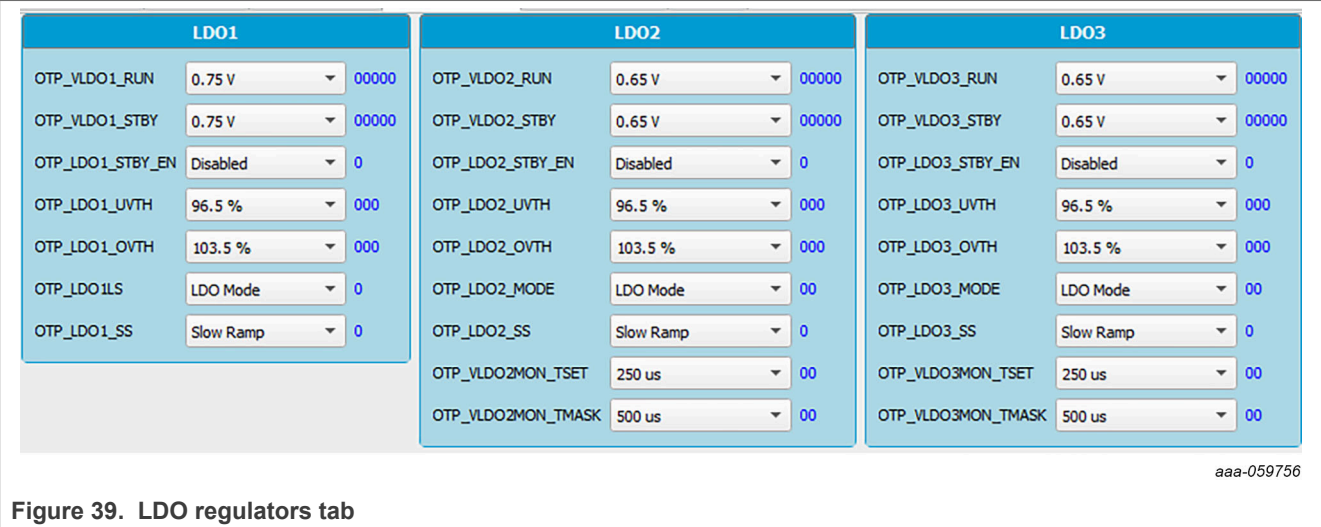 LDO1
OTP_VLDO1_RUN 0.75 V 00000
OTP_VLDO1_STBY 0.75 V 00000
OTP_LDO1_STBY_EN Disabled 0
OTP_LDO1_UVTH 96.5 % 000
OTP_LDO1_OVTH 103.5 % 000
OTP_LDO1LS LDO Mode 0
OTP_LDO1_SS Slow Ramp 0
LDO2
OTP_VLDO2_RUN 0.65 V 00000
OTP_VLDO2_STBY 0.65 V 00000
OTP_LDO2_STBY_EN Disabled 0
OTP_LDO2_UVTH 96.5 % 000
OTP_LDO2_OVTH 103.5 % 000
OTP_LDO2_MODE LDO Mode 00
OTP_LDO2_SS Slow Ramp 0
OTP_VLDO2MON_TSET 250 us 00
OTP_VLDO2MON_TMASK 500 us 00
LDO3
OTP_VLDO3_RUN 0.65 V 00000
OTP_VLDO3_STBY 0.65 V 00000
OTP_LDO3_STBY_EN Disabled 0
OTP_LDO3_UVTH 96.5 % 000
OTP_LDO3_OVTH 103.5 % 000
OTP_LDO3_MODE LDO Mode 00
OTP_LDO3_SS Slow Ramp 0
OTP_VLDO3MON_TSET 250 us 00
OTP_VLDO3MON_TMASK 500 us 00
aaa-059756
Figure 39. LDO regulators tab